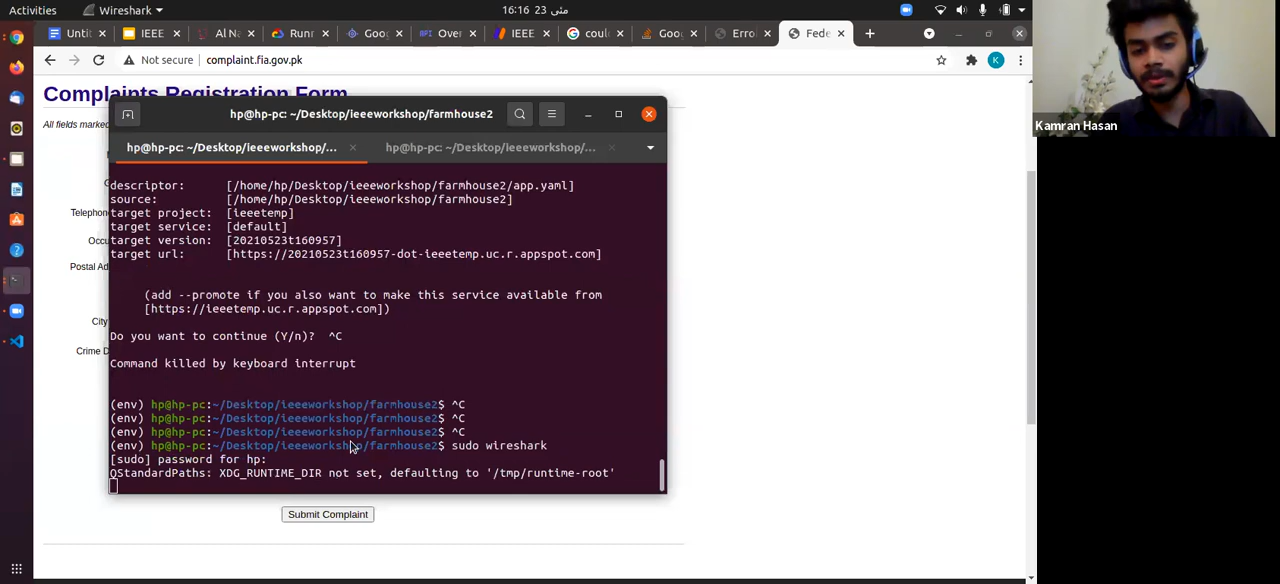 Activities
Wireshark
16:16 23 مئی
Unti
IEEE
Al Na
Runr
Goog
Over
IEEE
coul
Goog
Erro
Fede
Not secure
complaint.fia.gov.pk
K
Complaints Registration Form
All fields marked
Telephon
Occu
Postal Ad
City
Crime D
hp@hp-pc: ~/Desktop/ieeeworkshop/farmhouse2
hp@hp-pc: ~/Desktop/ieeeworkshop/...
hp@hp-pc: ~/Desktop/ieeeworkshop/...
descriptor: [/home/hp/Desktop/ieeeworkshop/farmhouse2/app.yaml]
source: [/home/hp/Desktop/ieeeworkshop/farmhouse2]
target project: [ieeetemp]
target service: [default]
target version: [20210523t160957]
target url: [https://20210523t160957-dot-ieeetemp.uc.r.appspot.com]
(add --promote if you also want to make this service available from
[https://ieeetemp.uc.r.appspot.com])
Do you want to continue (Y/n)? ^C
Command killed by keyboard interrupt
(env) hp@hp-pc:~/Desktop/ieeeworkshop/farmhouse2$ ^C
(env) hp@hp-pc:~/Desktop/ieeeworkshop/farmhouse2$ ^C
(env) hp@hp-pc:~/Desktop/ieeeworkshop/farmhouse2$ ^C
(env) hp@hp-pc:~/Desktop/ieeeworkshop/farmhouse2$ sudo wireshark
[sudo] password for hp:
QStandardPaths: XDG_RUNTIME_DIR not set, defaulting to '/tmp/runtime-root'
Submit Complaint
Kamran Hasan